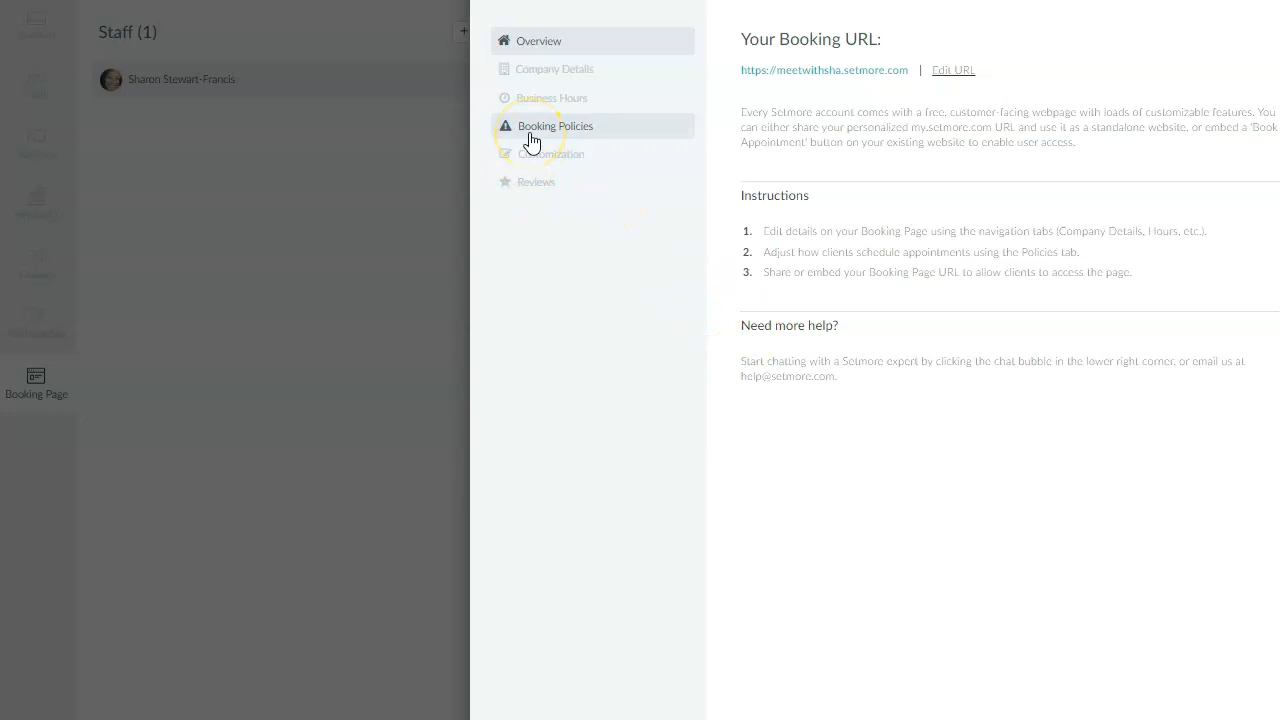 Staff (1)
+
Sharon Stewart-Francis
Booking Page
Overview
Company Details
Business Hours
Booking Policies
Customization
Reviews
Your Booking URL:
https://meetwithsha.setmore.com | Edit URL
Every Setmore account comes with a free, customer-facing webpage with loads of customizable features. You
can either share your personalized my.setmore.com URL and use it as a standalone website, or embed a 'Book
Appointment' button on your existing website to enable user access.
Instructions
1. Edit details on your Booking Page using the navigation tabs (Company Details, Hours, etc.).
2. Adjust how clients schedule appointments using the Policies tab.
3. Share or embed your Booking Page URL to allow clients to access the page.
Need more help?
Start chatting with a Setmore expert by clicking the chat bubble in the lower right corner, or email us at
help@setmore.com.